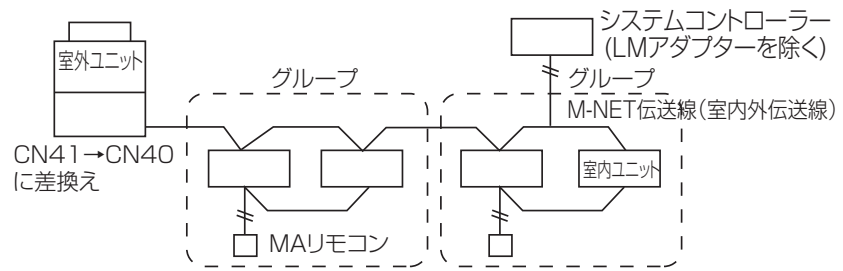 システムコントローラー
(LMアダプターを除く)
室外ユニット
グループ
グループ
M-NET伝送線(室内外伝送線)
CN41→CN40
に差換え
室内ユニット
MAリモコン